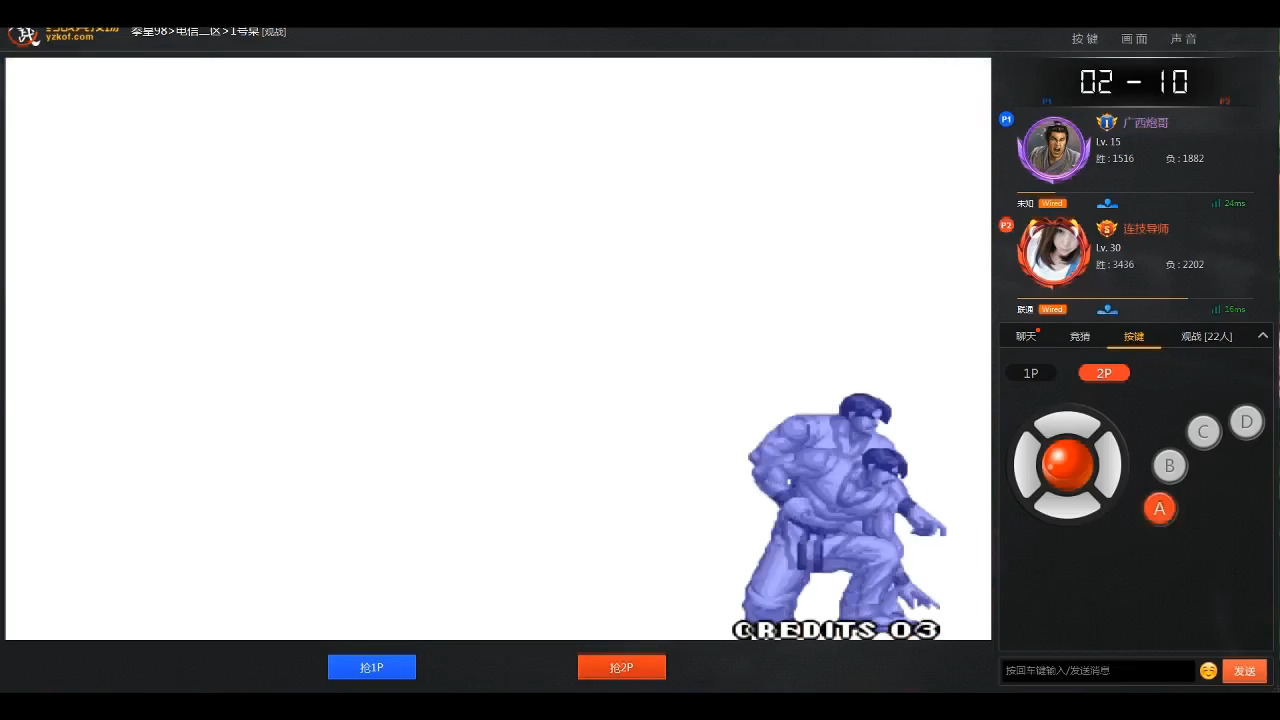 yzkof.com
拳皇98>电信二区>1号桌 [观战]
按键 画面 声音
02 - 10
P1 P2
P1
I 广西炮哥
Lv. 15
胜 : 1516 负 : 1882
未知 Wired 24ms
P2
S 连技导师
Lv. 30
胜 : 3436 负 : 2202
联通 Wired 16ms
聊天 竞猜 按键 观战 [22人]
1P 2P
D
C
B
A
CREDITS 03
抢1P 抢2P
按回车键输入/发送消息 发送